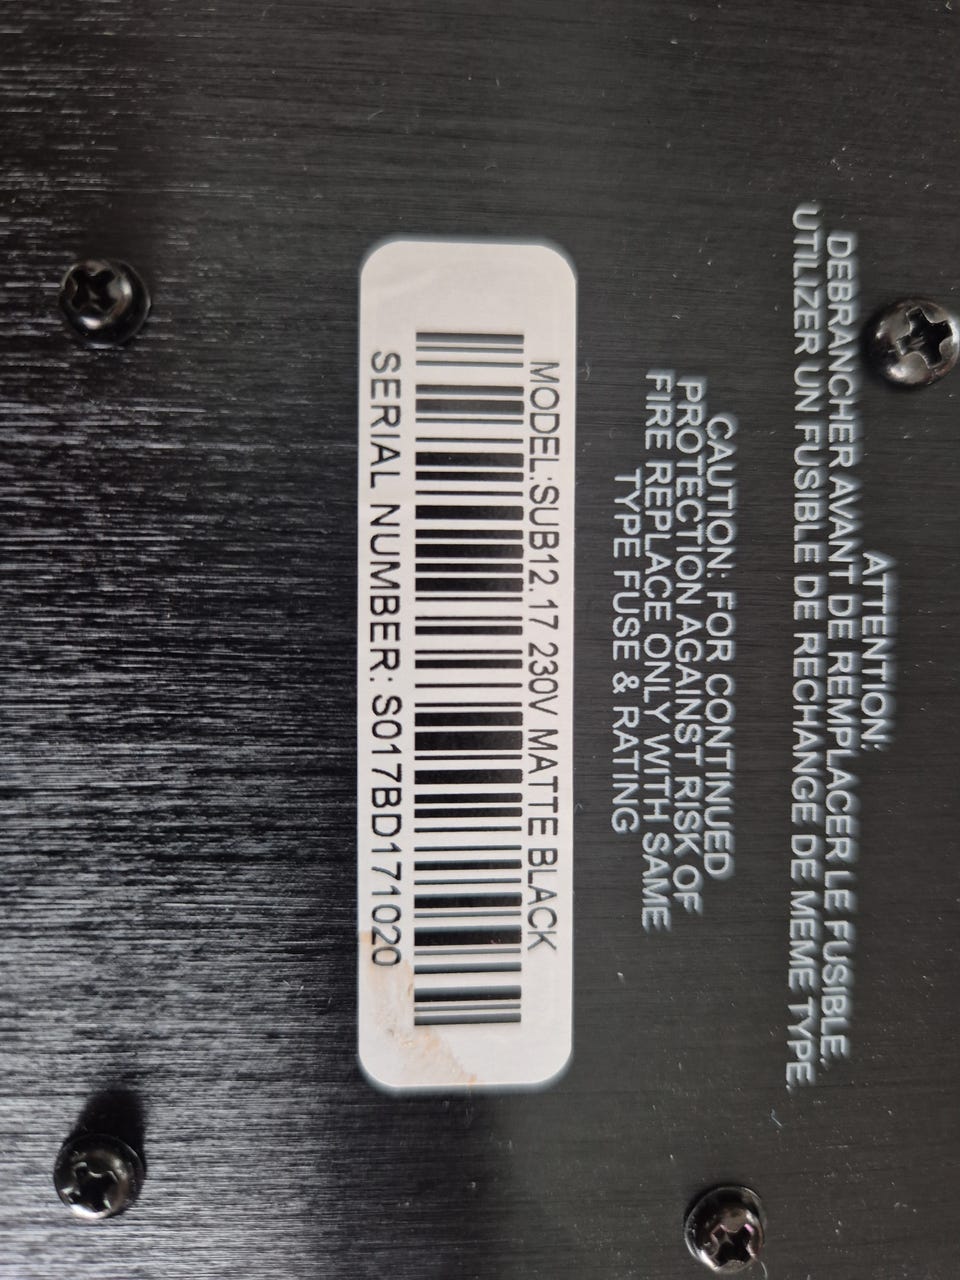 ATTENTION:
DEBRANCHER AVANT DE REMPLACER LE FUSIBLE.
UTILIZER UN FUSIBLE DE RECHANGE DE MEME TYPE.
CAUTION: FOR CONTINUED
PROTECTION AGAINST RISK OF
FIRE REPLACE ONLY WITH SAME
TYPE FUSE & RATING
MODEL:SUB12.17 230V MATTE BLACK
SERIAL NUMBER: S017BD171020